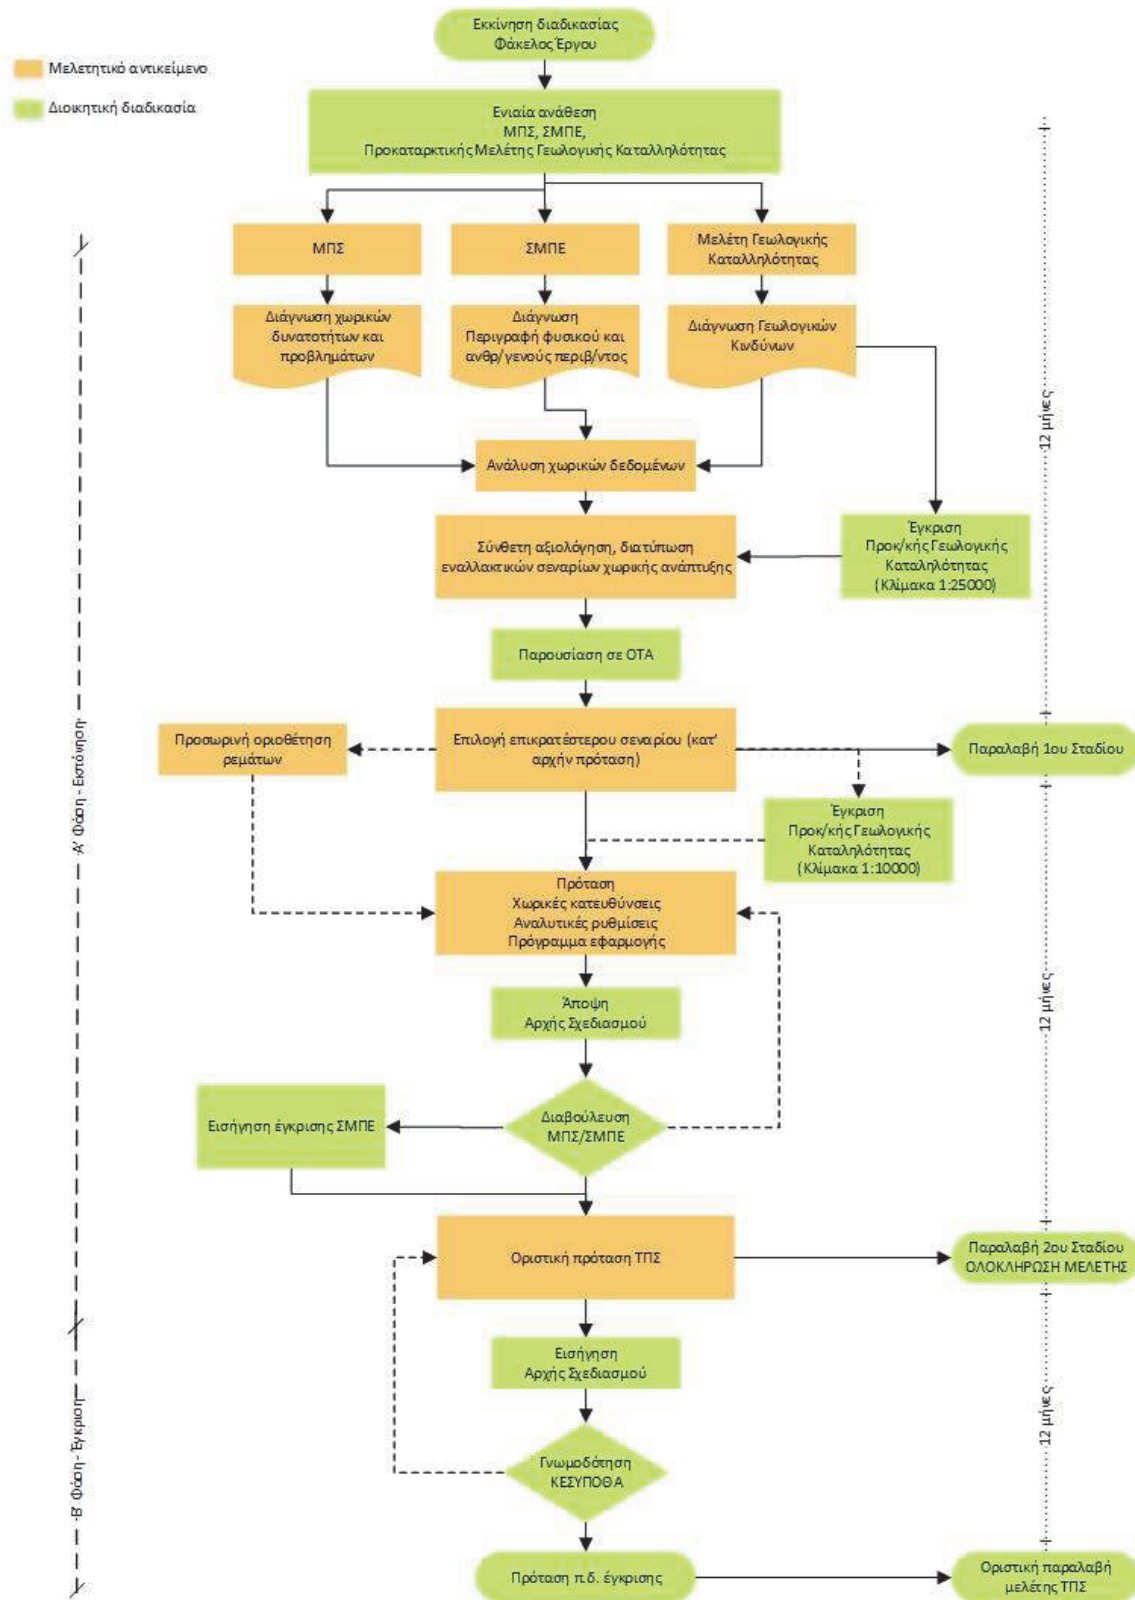 Εκκίνηση διαδικασίας
Φάκελος Έργου
Μελετητικό αντικείμενο
Διοικητική διαδικασία
Ενιαία ανάθεση
ΜΠΣ, ΣΜΠΕ,
Προκαταρκτικής Μελέτης Γεωλογικής Καταλληλότητας
ΜΠΣ
ΣΜΠΕ
Μελέτη Γεωλογικής
Καταλληλότητας
Διάγνωση χωρικών
δυνατοτήτων και
προβλημάτων
Διάγνωση
Περιγραφή φυσικού και
ανθρ/γενούς περιβ/ντος
Διάγνωση Γεωλογικών
Κινδύνων
12 μήνες
Ανάλυση χωρικών δεδομένων
Σύνθετη αξιολόγηση, διατύπωση
εναλλακτικών σεναρίων χωρικής ανάπτυξης
Έγκριση
Προκ/κής Γεωλογικής
Καταληλότητας
(Κλίμακα 1:25000)
Παρουσίαση σε ΟΤΑ
Α' Φάση - Εκπόνηση
Προσωρινή οριοθέτηση
ρεμάτων
Επιλογή επικρατέστερου σεναρίου (κατ'
αρχήν πρόταση)
Παραλαβή 1ου Σταδίου
Έγκριση
Προκ/κής Γεωλογικής
Καταληλότητας
(Κλίμακα 1:10000)
Πρόταση
Χωρικές κατευθύνσεις
Αναλυτικές ρυθμίσεις
Πρόγραμμα εφαρμογής
12 μήνες
Άποψη
Αρχής Σχεδιασμού
Εισήγηση έγκρισης ΣΜΠΕ
Διαβούλευση
ΜΠΣ/ΣΜΠΕ
Οριστική πρόταση ΤΠΣ
Παραλαβή 2ου Σταδίου
ΟΛΟΚΛΗΡΩΣΗ ΜΕΛΕΤΗΣ
Εισήγηση
Αρχής Σχεδιασμού
12 μήνες
Β' Φάση - Έγκριση
Γνωμοδότηση
ΚΕΣΥΠΟΘΑ
Πρόταση π.δ. έγκρισης
Οριστική παραλαβή
μελέτης ΤΠΣ